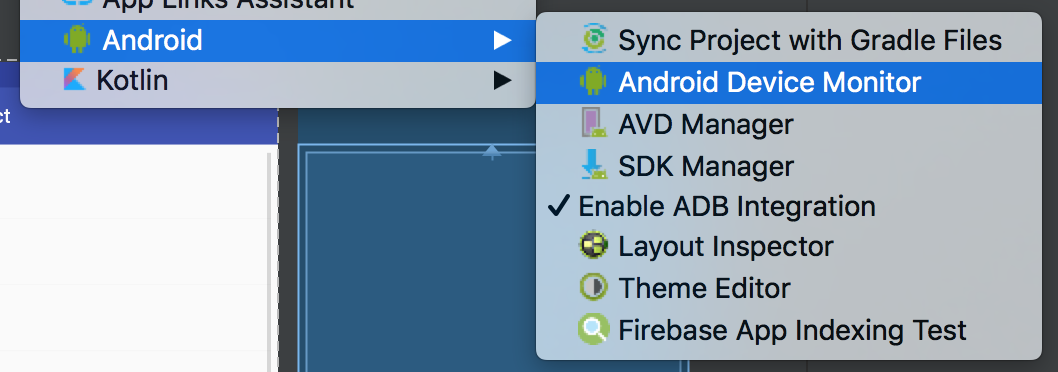 App Links Assistant
Android
Kotlin
ct
Sync Project with Gradle Files
Android Device Monitor
AVD Manager
SDK Manager
Enable ADB Integration
Layout Inspector
Theme Editor
Firebase App Indexing Test